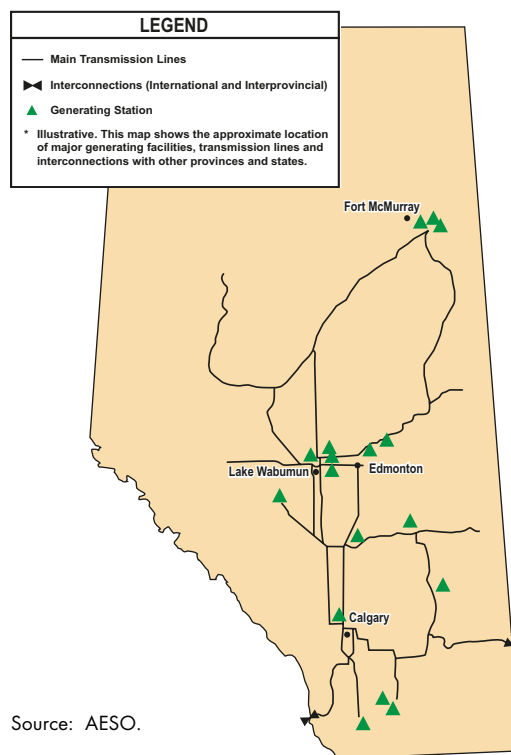 LEGEND
Main Transmission Lines
Interconnections (International and Interprovincial)
Generating Station
* Illustrative. This map shows the approximate location
of major generating facilities, transmission lines and
interconnections with other provinces and states.
Fort McMurray
Lake Wabumun
Edmonton
Calgary
Source: AESO.